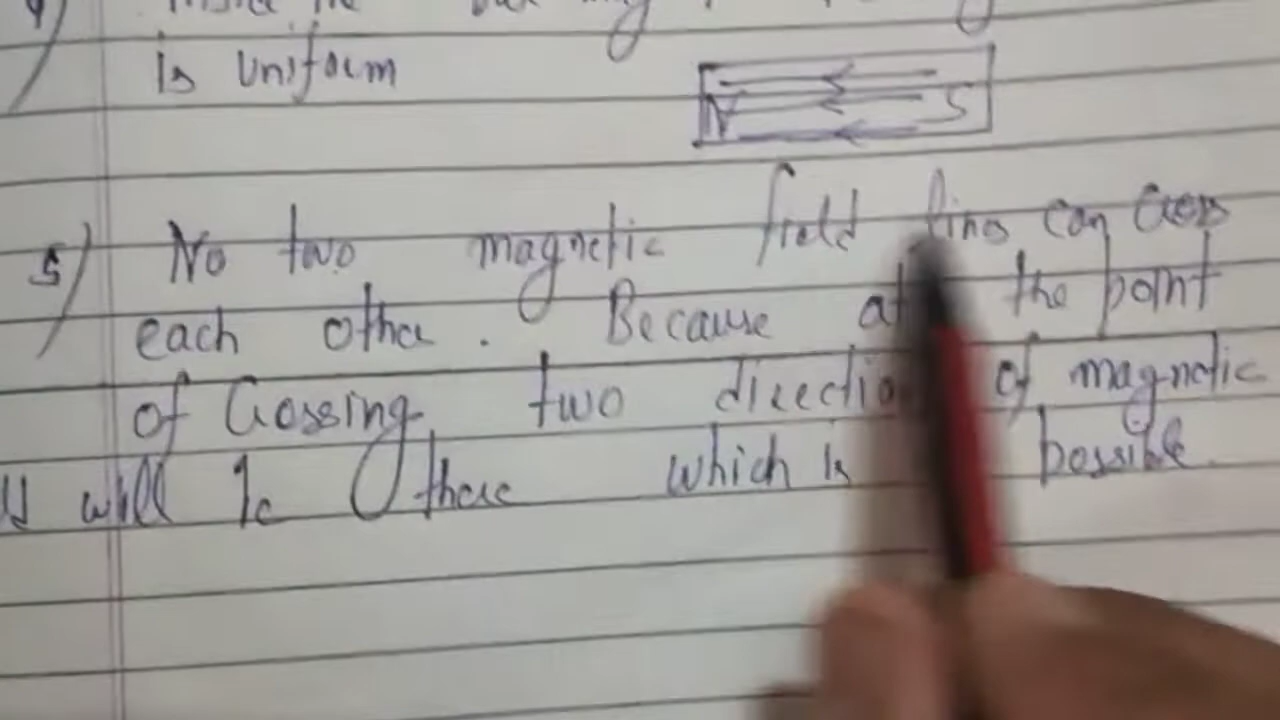 is uniform
N S
5) No two magnetic field lins can cross
each other. Because at the point
of Crossing, two direction of magnetic
will be there which is possible.